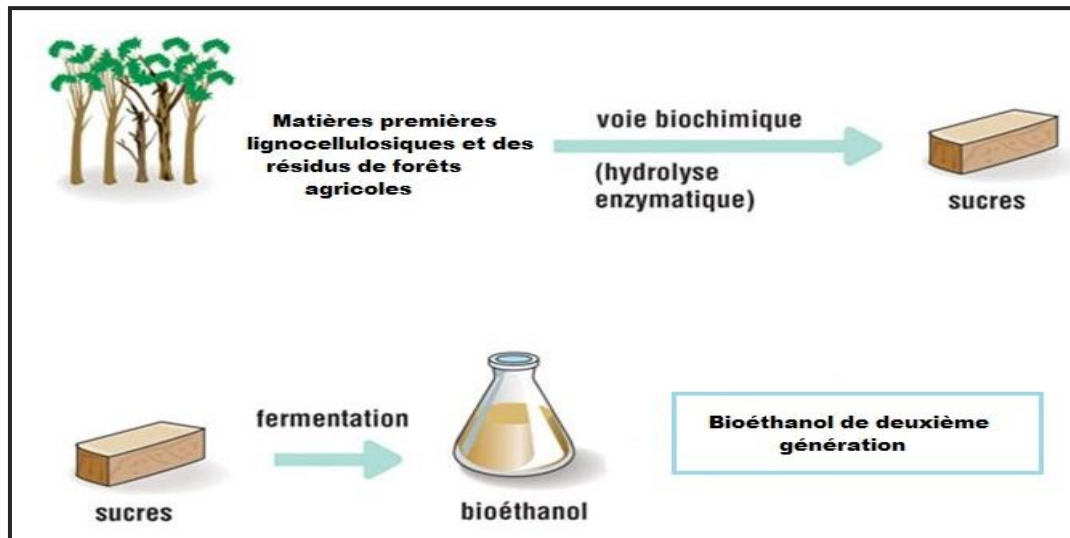 Matières premières
lignocellulosiques et des
résidus de forêts
agricoles
voie biochimique
(hydrolyse
enzymatique)
sucres
fermentation
sucres
bioéthanol
Bioéthanol de deuxième
génération